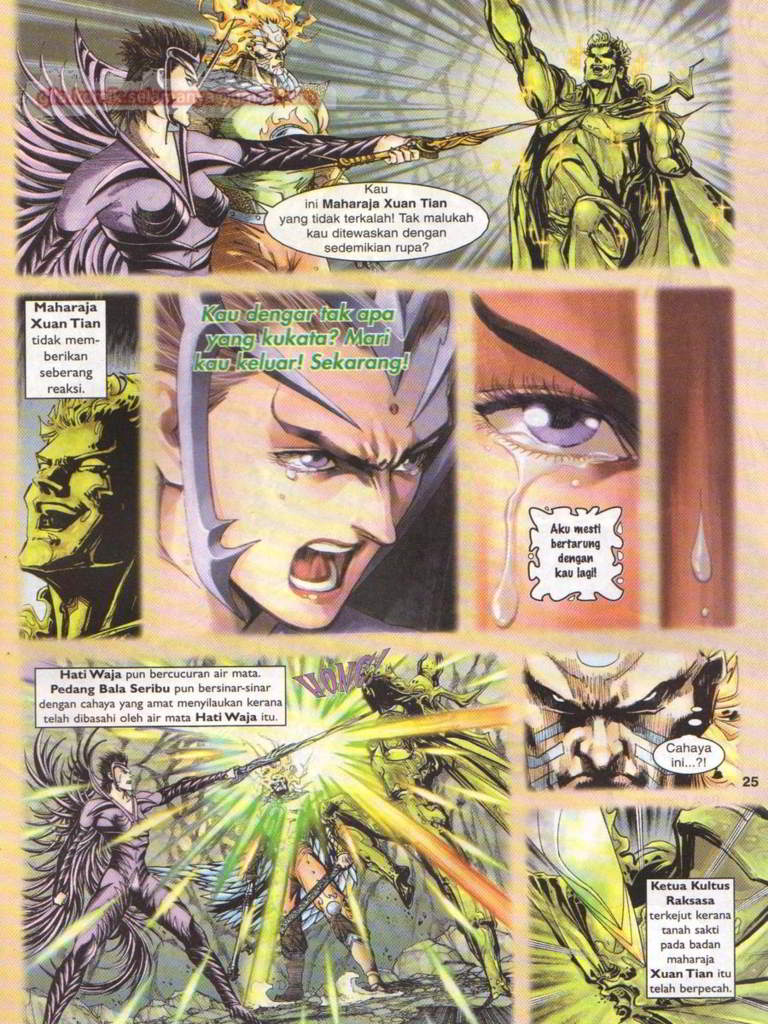 Kau
ini Maharaja Xuan Tian
yang tidak terkalah! Tak malukah
kau ditewaskan dengan
sedemikian rupa?
Maharaja
Xuan Tian
tidak mem-
berikan
seberang
reaksi.
Kau dengar tak apa
yang kukata? Mari
kau keluar! Sekarang!
Aku mesti
bertarung
dengan
kau lagi!
Hati Waja pun bercucuran air mata.
Pedang Bala Seribu pun bersinar-sinar
dengan cahaya yang amat menyilaukan kerana
telah dibasahi oleh air mata Hati Waja itu.
Cahaya
ini...?!
25
Ketua Kultus
Raksasa
terkejut kerana
tanah sakti
pada badan
maharaja
Xuan Tian itu
telah berpecah.